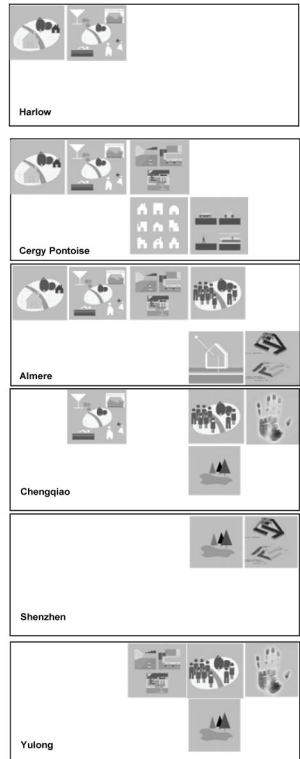 Harlow
Cergy Pontoise
Almere
Chengqiao
Shenzhen
Yulong